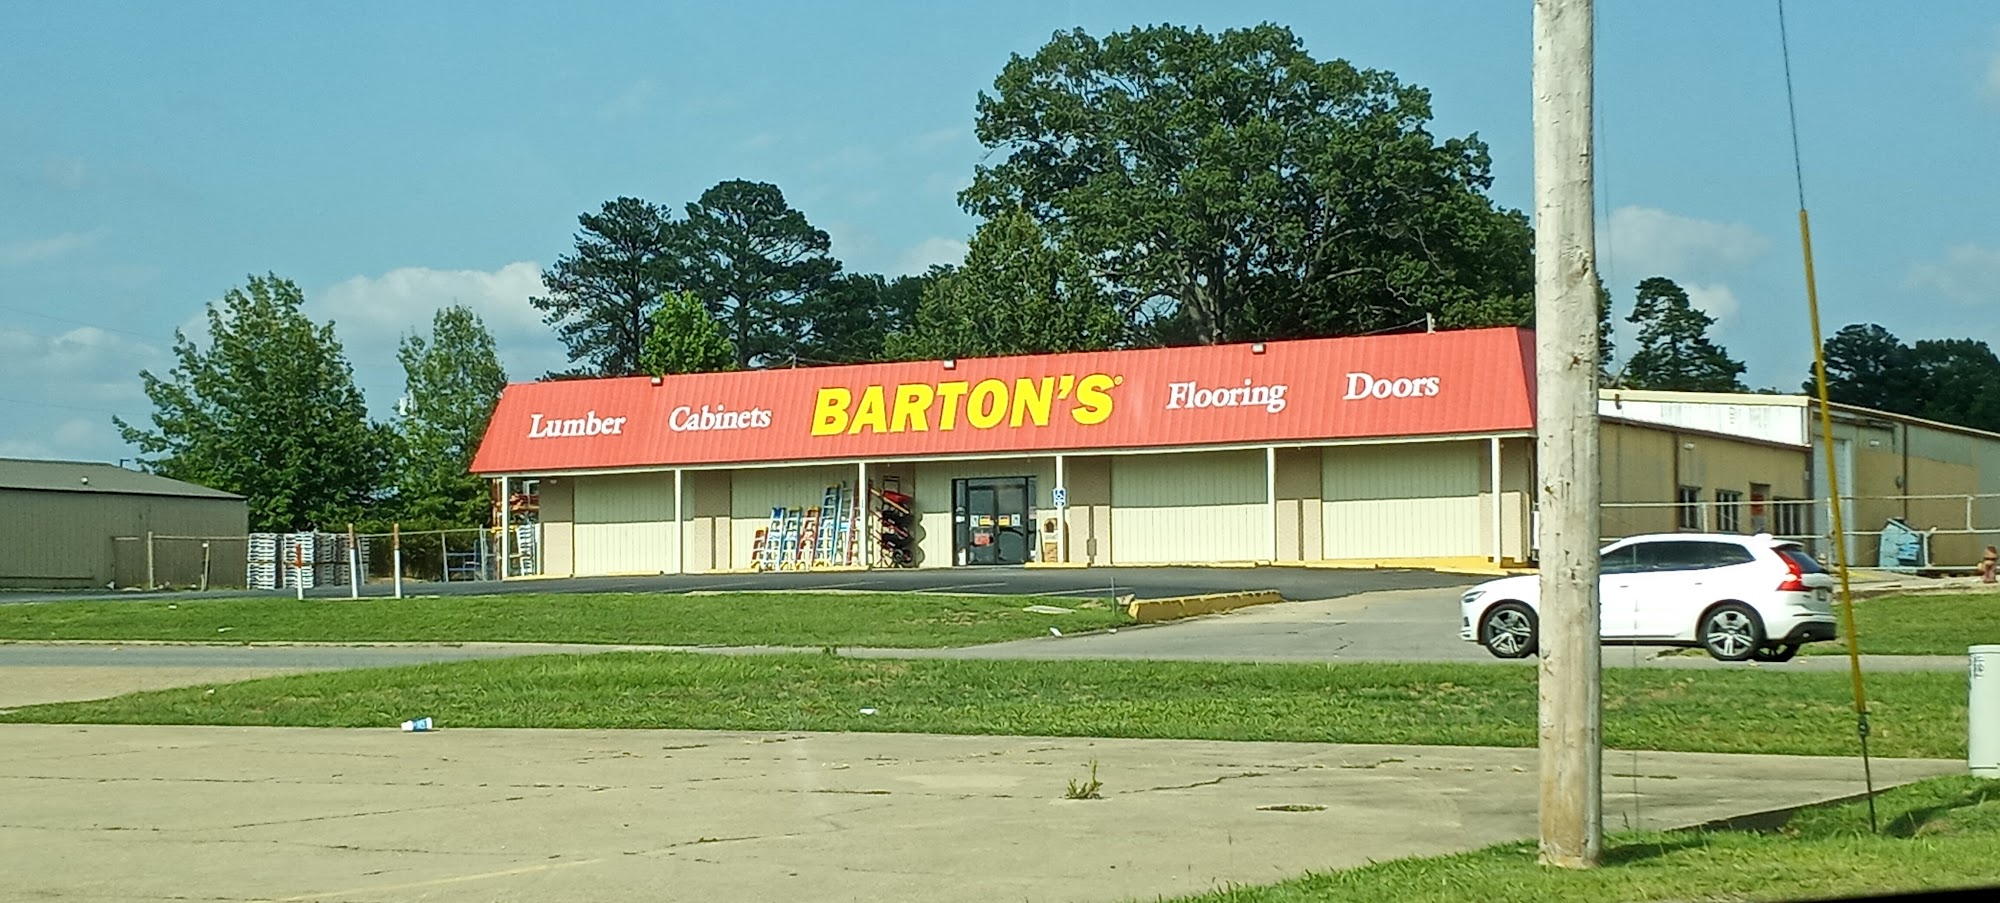 Lumber Cabinets BARTON'S® Flooring Doors